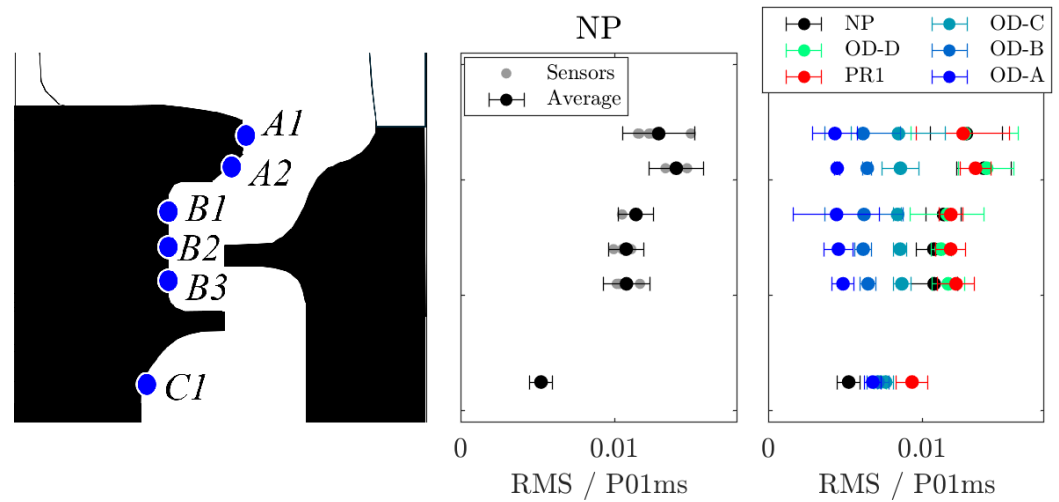 A1
A2
B1
B2
B3
C1
NP
Sensors
Average
0
0.01
RMS / P01ms
NP
OD-D
PR1
OD-C
OD-B
OD-A
0
0.01
RMS / P01ms